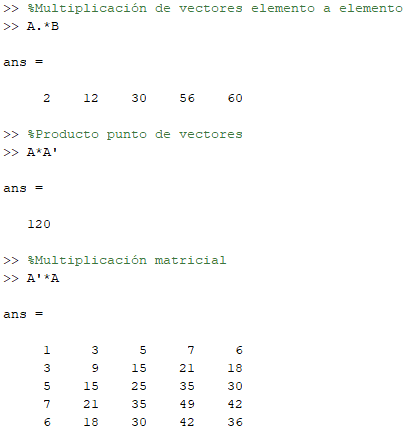 >> %Multiplicación de vectores elemento a elemento
>> A.*B
ans =
2 12 30 56 60
>> %Producto punto de vectores
>> A*A'
ans =
120
>> %Multiplicación matricial
>> A'*A
ans =
1 3 5 7 6
3 9 15 21 18
5 15 25 35 30
7 21 35 49 42
6 18 30 42 36